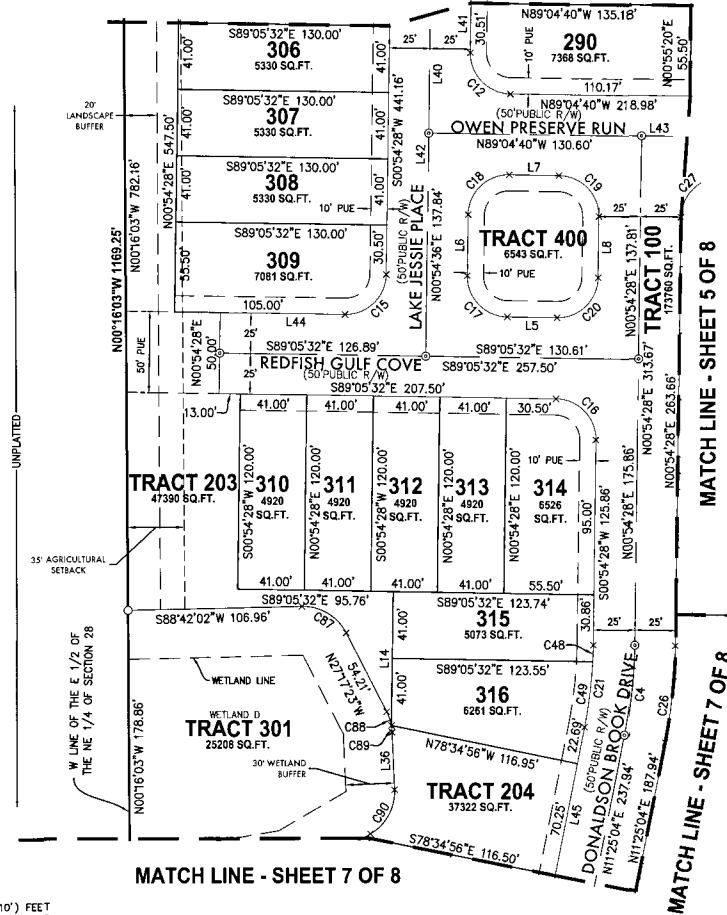 N89°04'40"W 135.18'
L41
30.51'
290
7368 SQ.FT.
10' PUE
N00°55'20"E
55.50'
25'
25'
L40
C12
110.17'
N89°04'40"W 218.98'
(50'PUBLIC R/W)
OWEN PRESERVE RUN
L43
N89°04'40"W 130.60'
S89°05'32"E 130.00'
306
5330 SQ.FT.
41.00'
41.00'
S89°05'32"E 130.00'
307
5330 SQ.FT.
41.00'
41.00'
S89°05'32"E 130.00'
308
5330 SQ.FT.
41.00'
41.00'
10' PUE
S89°05'32"E 130.00'
309
7081 SQ.FT.
55.50'
30.50'
105.00'
L44
C15
20'
LANDSCAPE
BUFFER
N00°54'28"E 547.50'
N00°16'03"W 782.16'
N00°16'03"W 1169.25'
S00°54'28"W 441.16'
L42
N00°54'36"E 137.84'
LAKE JESSIE PLACE
(50'PUBLIC R/W)
C18
L7
C19
C27
L6
TRACT 400
6543 SQ.FT.
10' PUE
L8
25'
25'
C17
L5
C20
N00°54'28"E 137.81'
TRACT 100
173760 SQ.FT.
MATCH LINE - SHEET 5 OF 8
UNPLATTED
50' PUE
N00°54'28"E
50.00'
25'
25'
S89°05'32"E 126.89'
REDFISH GULF COVE
(50'PUBLIC R/W)
S89°05'32"E 130.61'
S89°05'32"E 257.50'
S89°05'32"E 207.50'
N00°54'28"E 313.67'
N00°54'28"E 263.66'
13.00'
41.00'
41.00'
41.00'
41.00'
30.50'
C16
10' PUE
TRACT 203
47390 SQ.FT.
S00°54'28"W 120.00'
310
4920
SQ.FT.
N00°54'28"E 120.00'
311
4920
SQ.FT.
S00°54'28"W 120.00'
312
4920
SQ.FT.
N00°54'28"E 120.00'
313
4920
SQ.FT.
N00°54'28"E 120.00'
314
6526
SQ.FT.
95.00'
S00°54'28"W 125.86'
N00°54'28"E 175.86'
35' AGRICULTURAL
SETBACK
41.00'
41.00'
41.00'
41.00'
55.50'
S89°05'32"E 95.76'
S89°05'32"E 123.74'
S88°42'02"W 106.96'
C87
L14
41.00'
315
5073 SQ.FT.
30.86'
25'
25'
C48
54.21'
N27°17'23"W
S89°05'32"E 123.55'
41.00'
316
6261 SQ.FT.
C49
C21
C4
C26
22.69'
WETLAND LINE
W LINE OF THE E 1/2 OF
THE NE 1/4 OF SECTION 28
N00°16'03"W 178.86'
WETLAND D
TRACT 301
25208 SQ.FT.
C88
C89
N78°34'56"W 116.95'
30' WETLAND
BUFFER
L36
C90
TRACT 204
37322 SQ.FT.
70.25'
L45
DONALDSON BROOK DRIVE
(50'PUBLIC R/W)
N11°25'04"E 237.94'
N11°25'04"E 187.94'
MATCH LINE - SHEET 7 OF 8
S78°34'56"E 116.50'
MATCH LINE - SHEET 7 OF 8
10') FEET